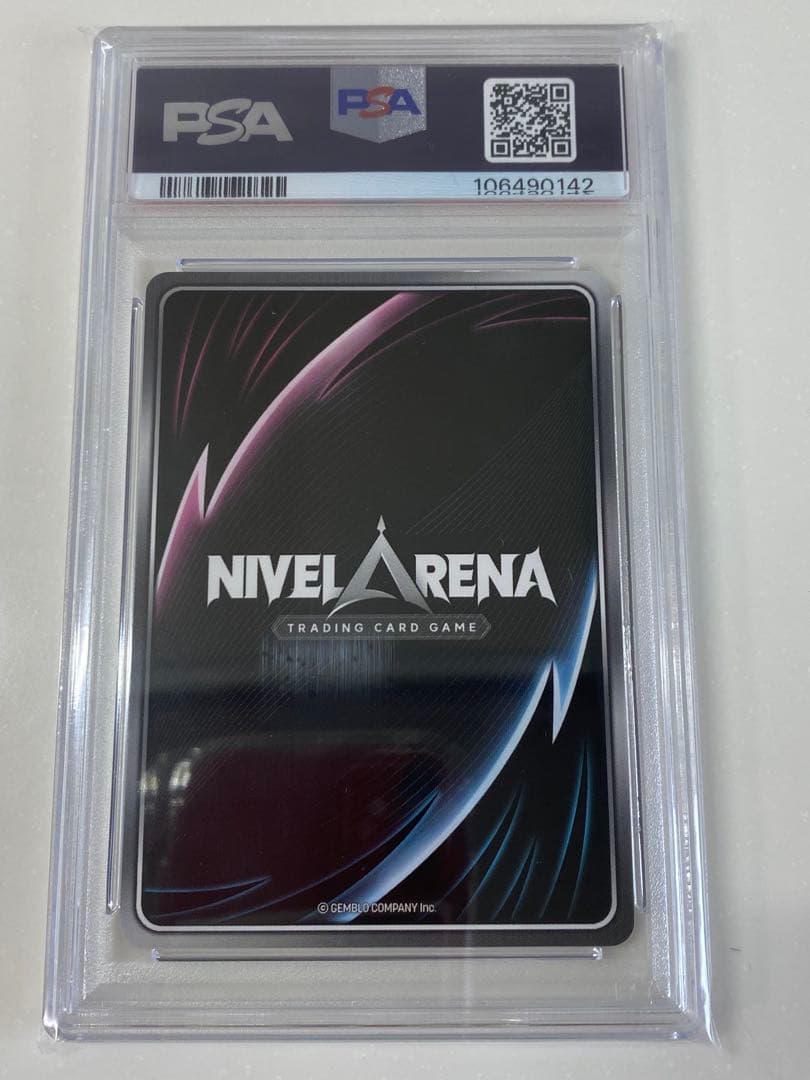 PSA
PSA
106490142
NIVEL ARENA
TRADING CARD GAME
© GEMBLO COMPANY Inc.